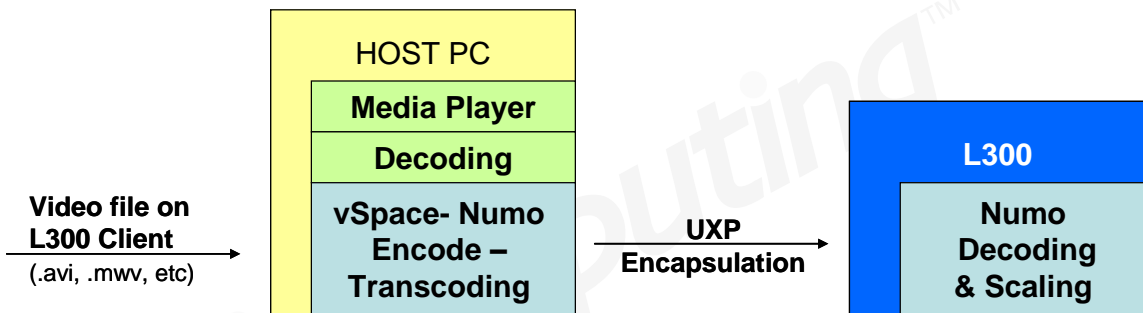 HOST PC
Media Player
Decoding
vSpace- Numo
Encode –
Transcoding
Video file on
L300 Client
(.avi, .mwv, etc)
UXP
Encapsulation
L300
Numo
Decoding
& Scaling
puting™